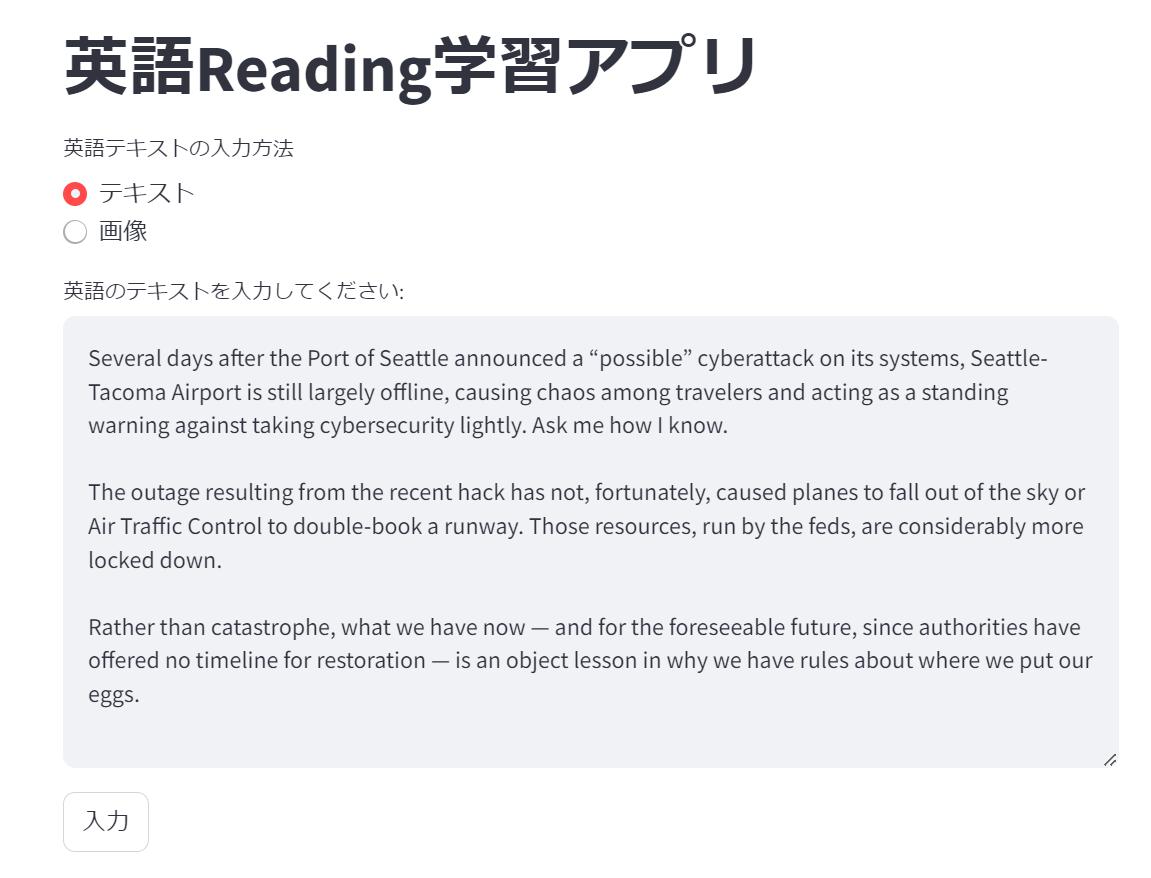 英語Reading学習アプリ
英語テキストの入力方法
テキスト
画像
英語のテキストを入力してください:
Several days after the Port of Seattle announced a “possible” cyberattack on its systems, Seattle-
Tacoma Airport is still largely offline, causing chaos among travelers and acting as a standing
warning against taking cybersecurity lightly. Ask me how I know.
The outage resulting from the recent hack has not, fortunately, caused planes to fall out of the sky or
Air Traffic Control to double-book a runway. Those resources, run by the feds, are considerably more
locked down.
Rather than catastrophe, what we have now — and for the foreseeable future, since authorities have
offered no timeline for restoration — is an object lesson in why we have rules about where we put our
eggs.
入力